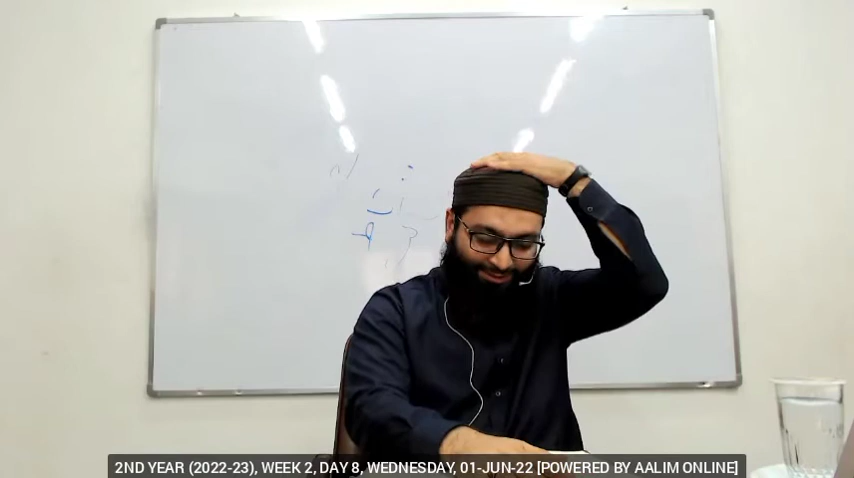 2ND YEAR (2022-23), WEEK 2, DAY 8, WEDNESDAY, 01-JUN-22 [POWERED BY AALIM ONLINE]